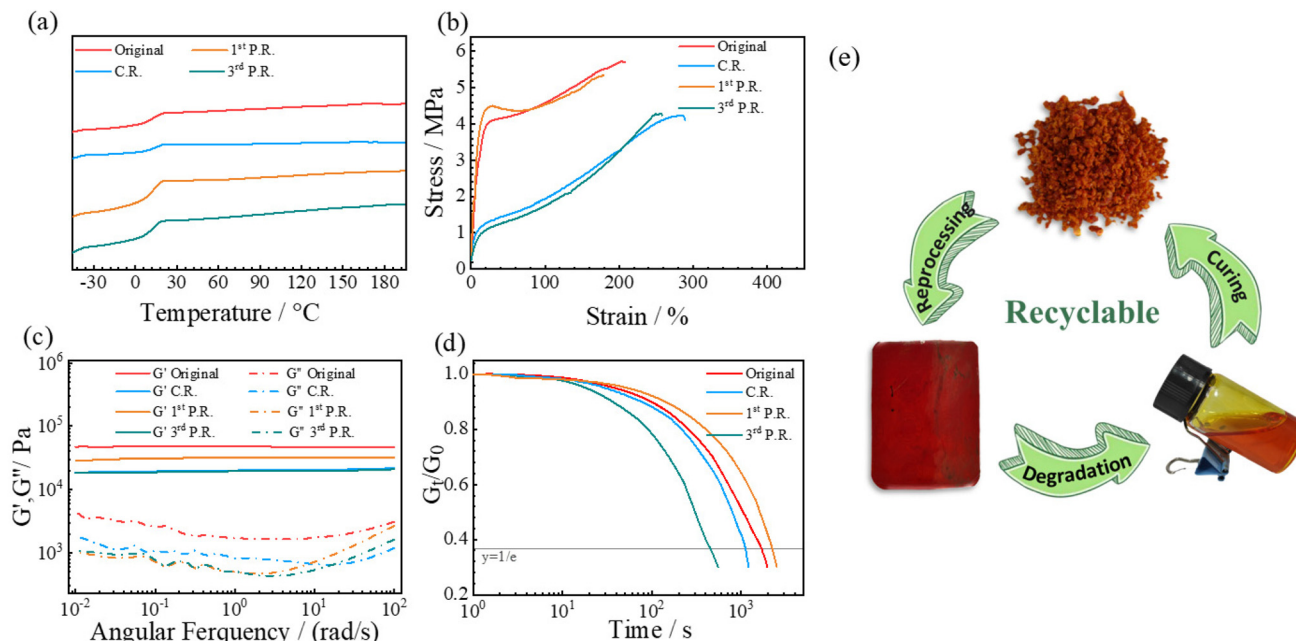 (a)
Original
1st P.R.
C.R.
3rd P.R.
-30 0 30 60 90 120 150 180
Temperature / °C
(b)
6
5
4
3
2
1
0
Stress / MPa
Original
C.R.
1st P.R.
3rd P.R.
0 100 200 300 400
Strain / %
(c)
10^6
10^5
10^4
10^3
G',G"/ Pa
G' Original G" Original
G' C.R. G" C.R.
G' 1st P.R. G" 1st P.R.
G' 3rd P.R. G" 3rd P.R.
10^-2 10^-1 10^0 10^1 10^2
Angular Ferquency / (rad/s)
(d)
1.0
0.8
0.6
0.4
0.2
Gt/G0
Original
C.R.
1st P.R.
3rd P.R.
y=1/e
10^0 10^1 10^2 10^3
Time / s
(e)
Reprocessing
Curing
Recyclable
Degradation